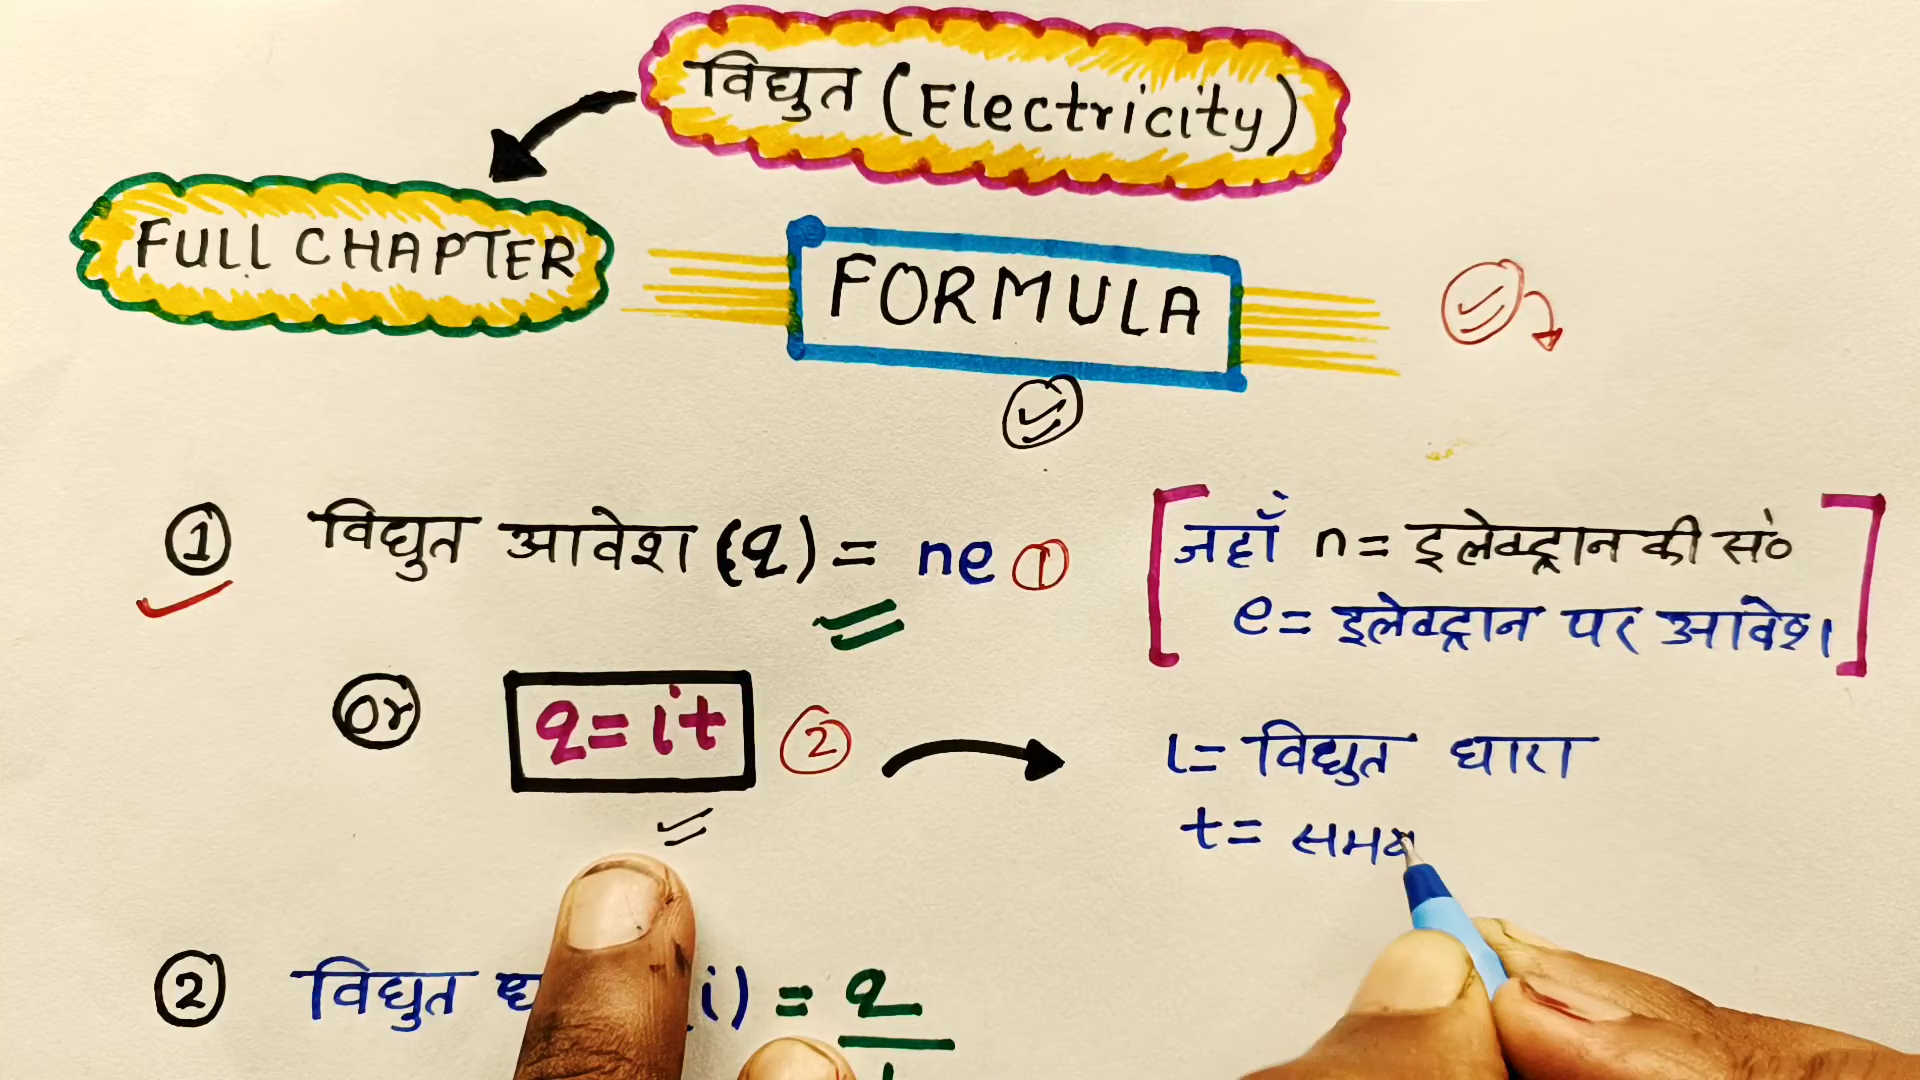 विद्युत (Electricity)
FULL CHAPTER
FORMULA
① विद्युत आवेश (q) = ne ①
[जहाँ n = इलेक्ट्रान की सं०
e = इलेक्ट्रान पर आवेश]
or q = it ②
i = विद्युत धारा
t = समय
② विद्युत (i) = q
t